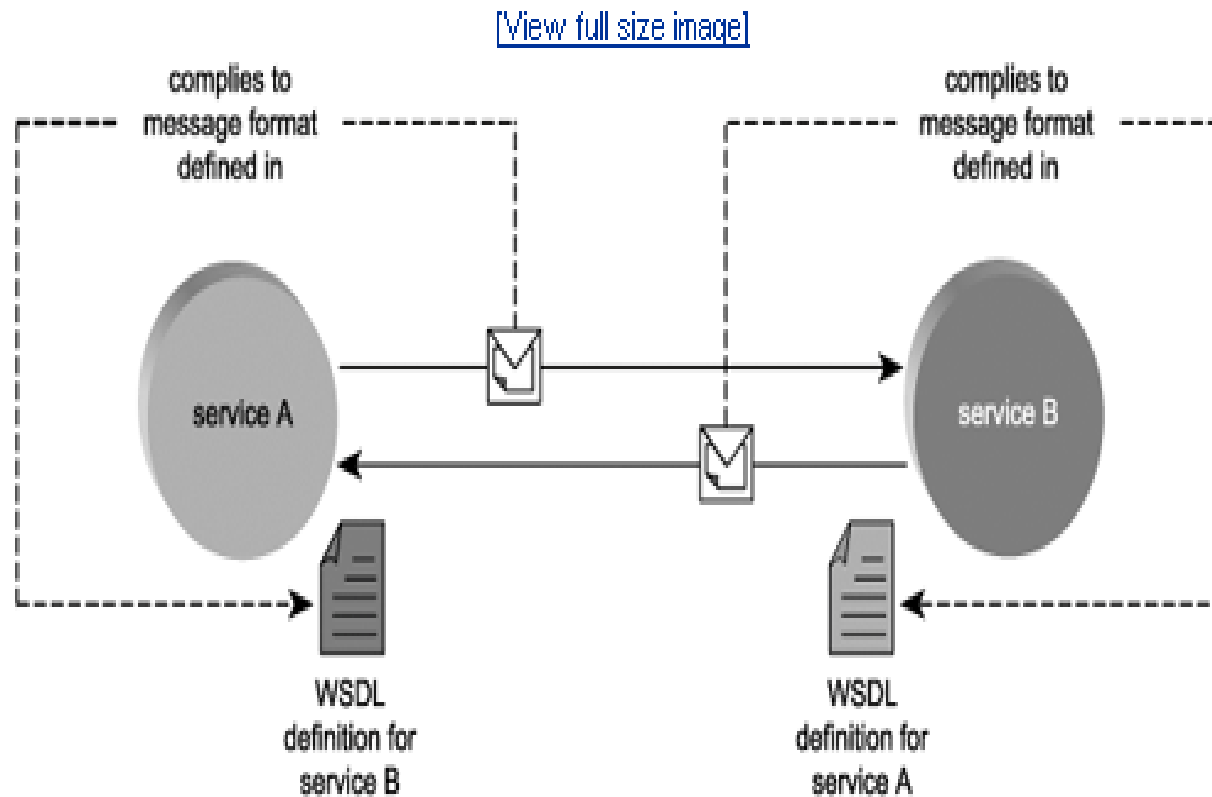 [View full size image]
complies to
message format
defined in
complies to
message format
defined in
service A
service B
WSDL
definition for
service B
WSDL
definition for
service A